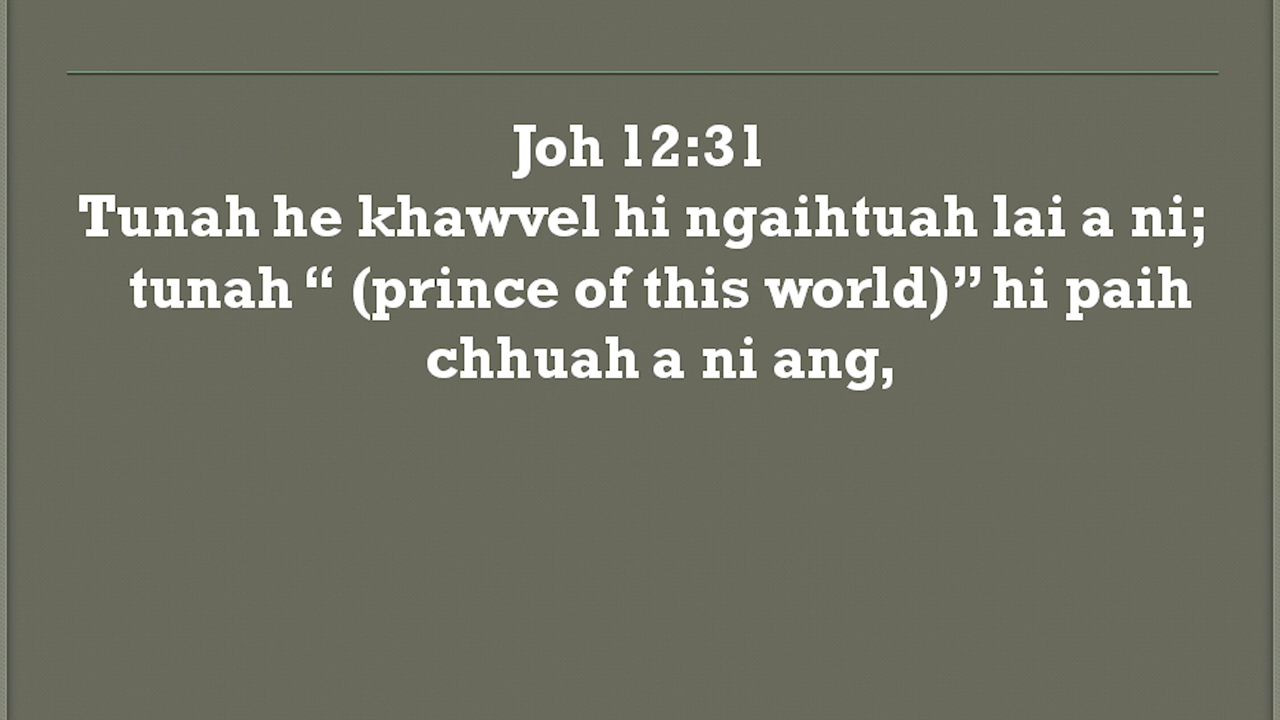 Joh 12:31
Tunah he khawvel hi ngaihtuah lai a ni;
tunah “ (prince of this world)” hi paih
chhuah a ni ang,